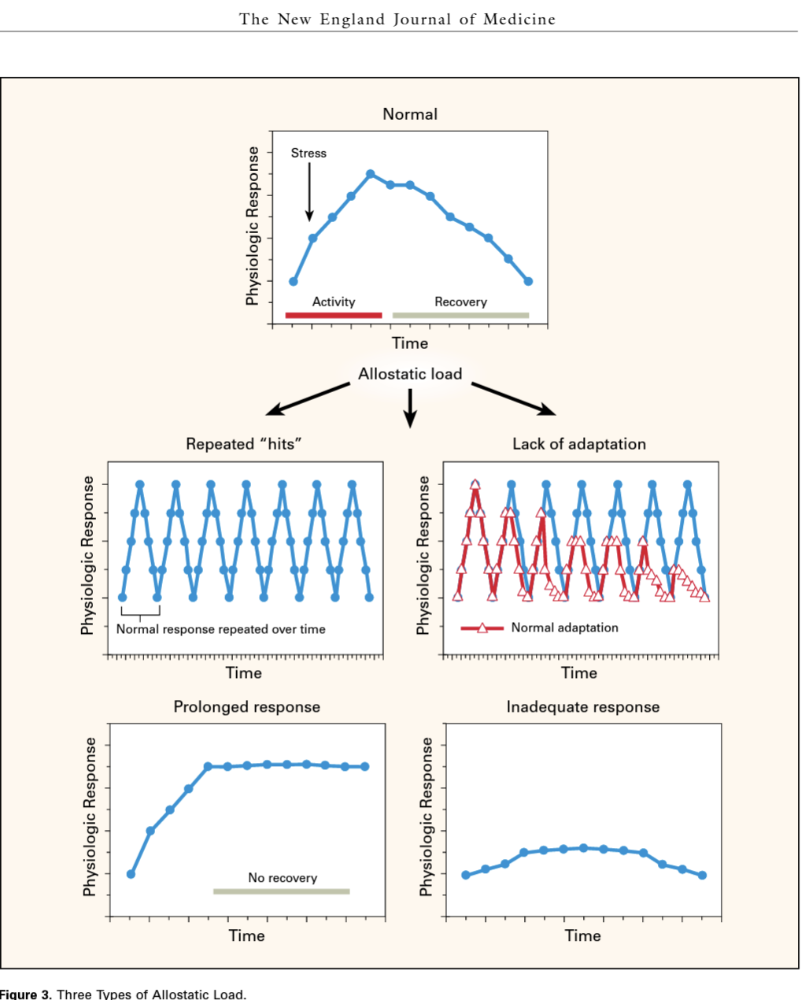 The New England Journal of Medicine
Normal
Stress
Physiologic Response
Activity
Recovery
Time
Allostatic load
Repeated “hits”
Physiologic Response
Normal response repeated over time
Time
Lack of adaptation
Physiologic Response
Normal adaptation
Time
Prolonged response
Physiologic Response
No recovery
Time
Inadequate response
Physiologic Response
Time
Figure 3. Three Types of Allostatic Load.